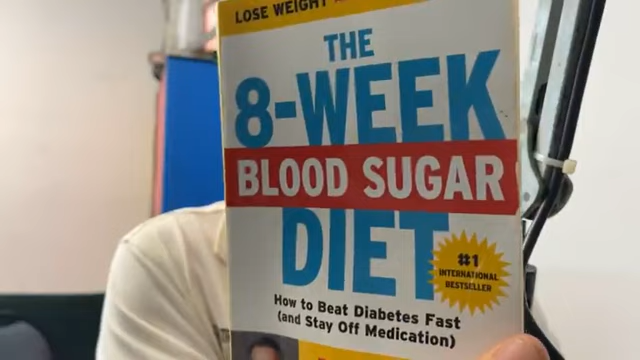 LOSE WEIGHT
THE
8-WEEK
BLOOD SUGAR
DIET
#1
INTERNATIONAL
BESTSELLER
How to Beat Diabetes Fast
(and Stay Off Medication)